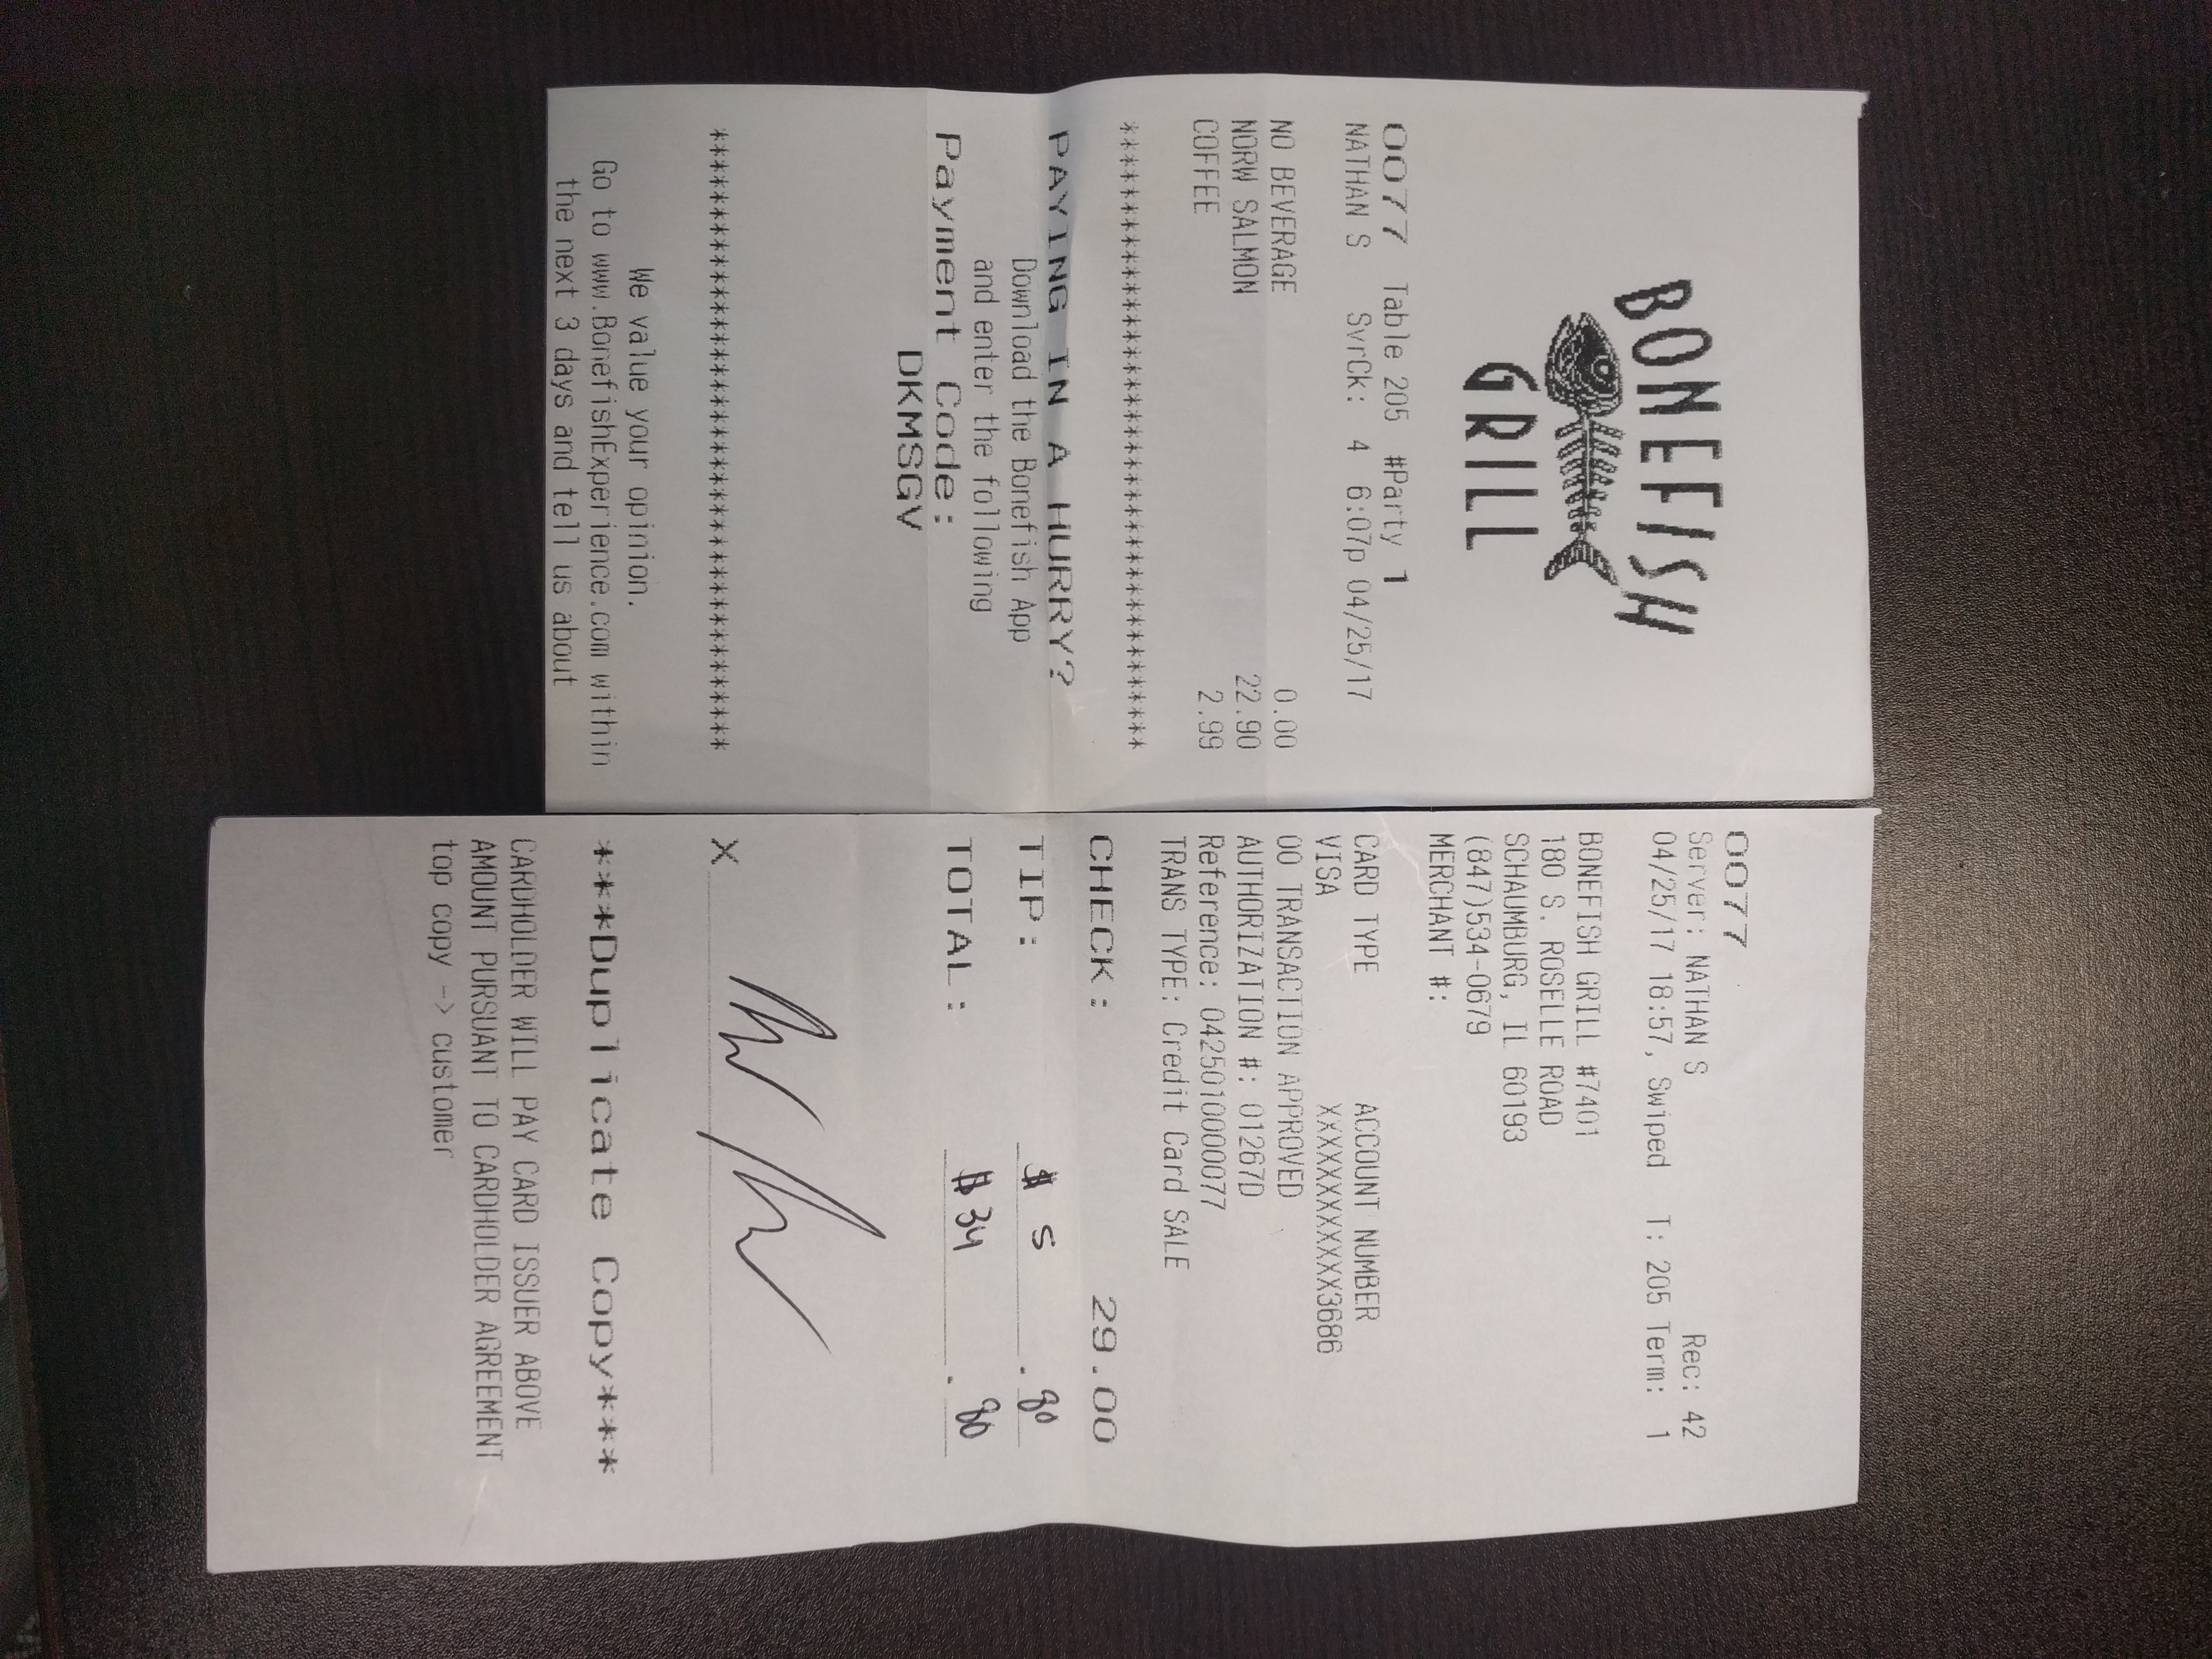 BONEFISH
GRILL
0077 Table 205 #Party 1
NATHAN S SvrCk: 4 6:07p 04/25/17
NO BEVERAGE 0.00
NORW SALMON 22.90
COFFEE 2.99
****************************************
PAYING IN A HURRY?
Download the Bonefish App
and enter the following
Payment Code:
DKMSGV
****************************************
We value your opinion.
Go to www.BonefishExperience.com within
the next 3 days and tell us about
0077
Server: NATHAN S Rec: 42
04/25/17 18:57, Swiped T: 205 Term: 1
BONEFISH GRILL #7401
180 S. ROSELLE ROAD
SCHAUMBURG, IL 60193
(847)534-0679
MERCHANT #:
CARD TYPE ACCOUNT NUMBER
VISA XXXXXXXXXXXX3686
00 TRANSACTION APPROVED
AUTHORIZATION #: 01267D
Reference: 0425010000077
TRANS TYPE: Credit Card SALE
CHECK: 29.00
TIP: $ 5 . 80
TOTAL: $ 34 . 80
X
***Duplicate Copy***
CARDHOLDER WILL PAY CARD ISSUER ABOVE
AMOUNT PURSUANT TO CARDHOLDER AGREEMENT
top copy -> customer